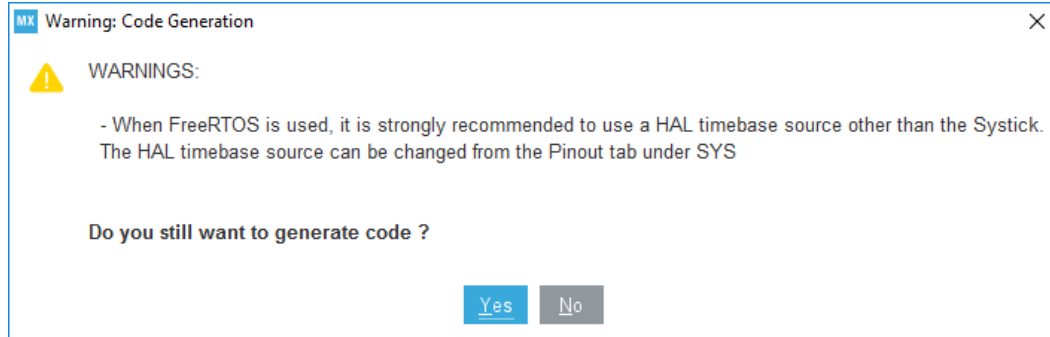 MX Warning: Code Generation
WARNINGS:
- When FreeRTOS is used, it is strongly recommended to use a HAL timebase source other than the Systick.
The HAL timebase source can be changed from the Pinout tab under SYS
Do you still want to generate code ?
Yes No